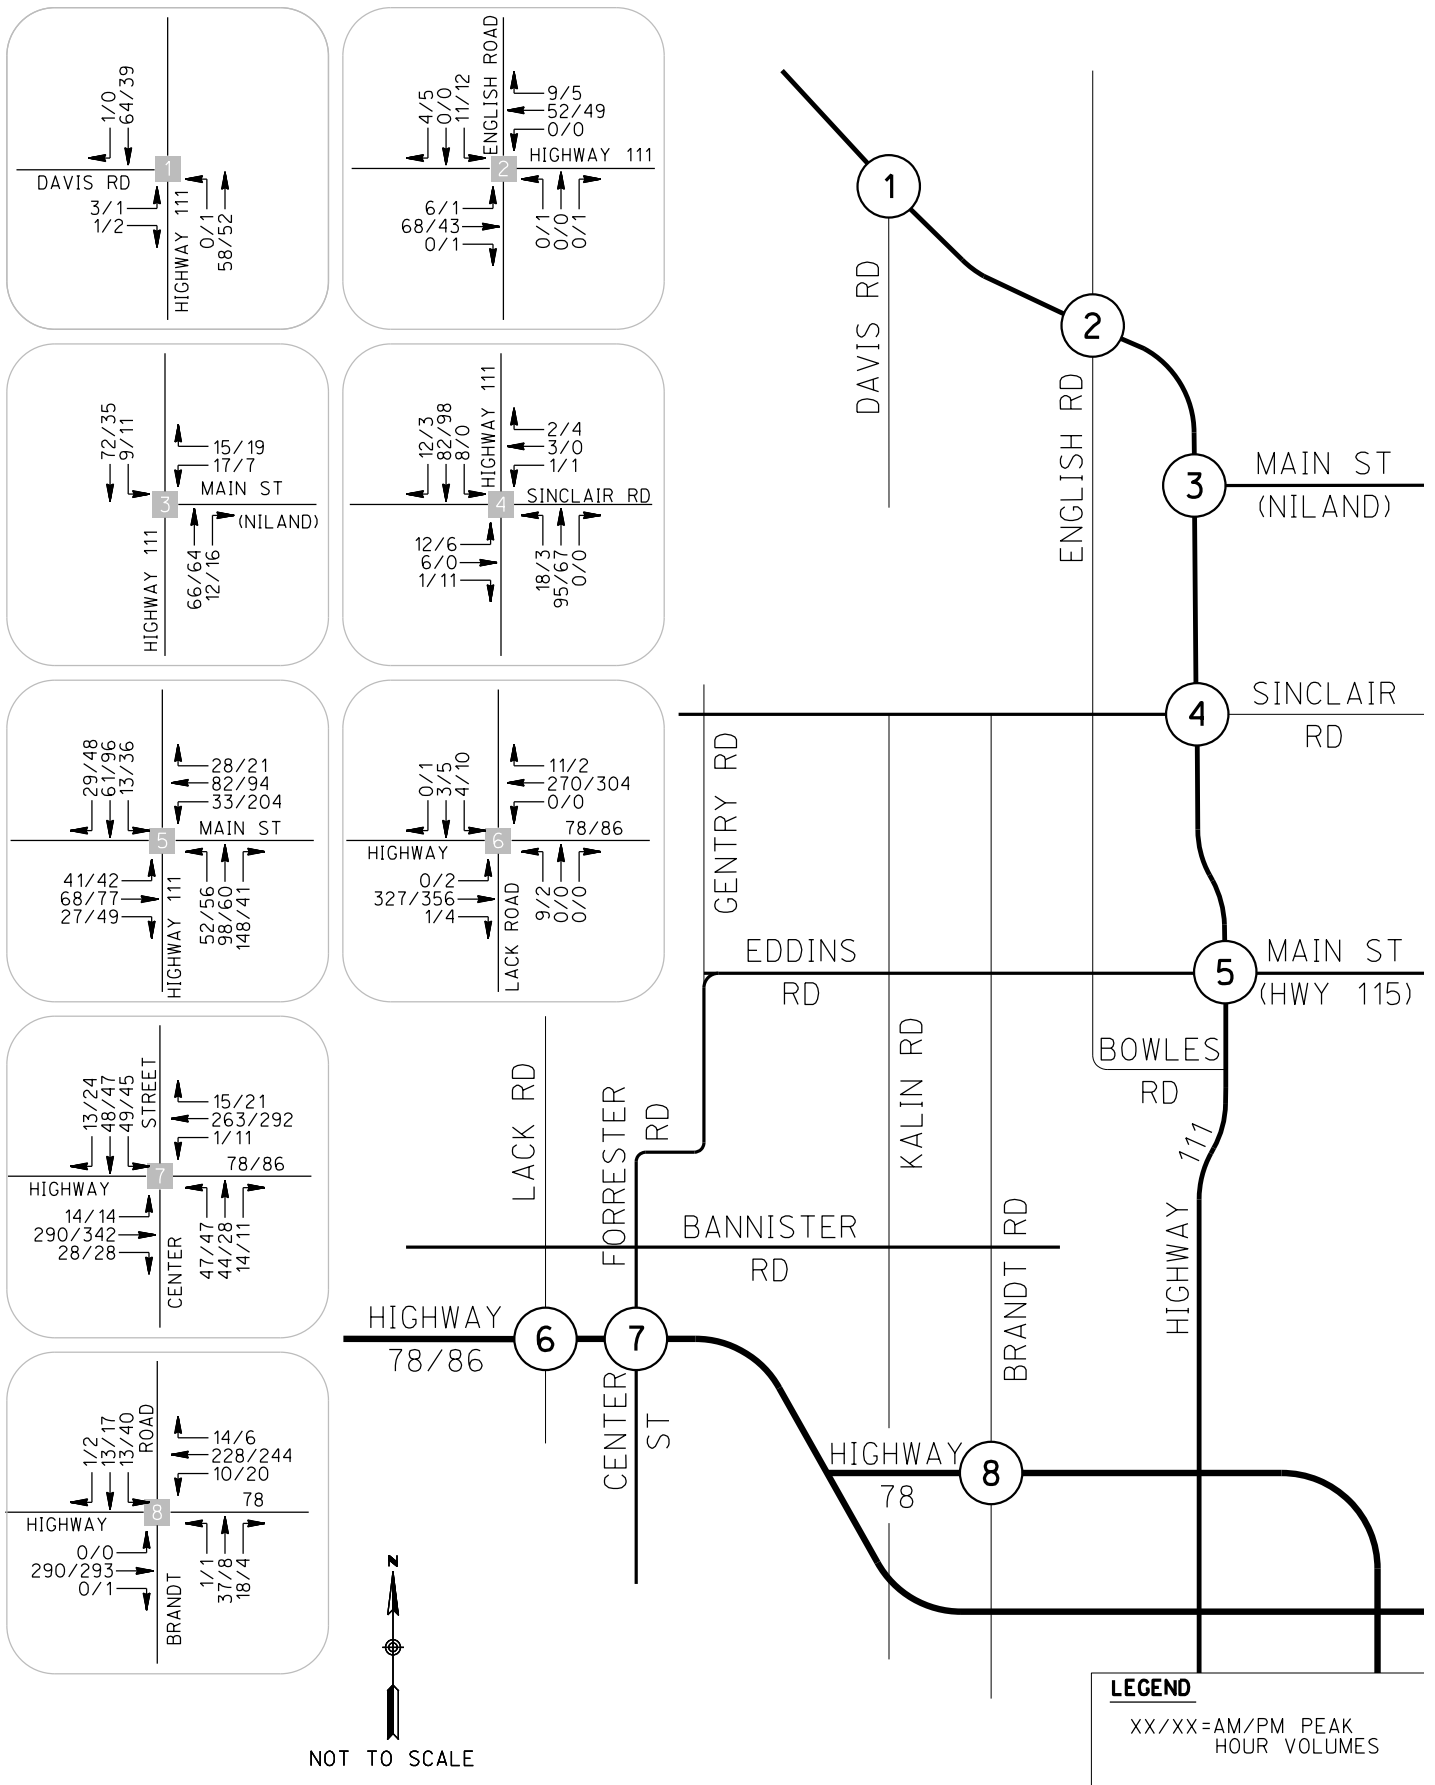 1/0
64/39
DAVIS RD
1
3/1
1/2
HIGHWAY 111
0/1
58/52
4/5
0/0
11/12
ENGLISH ROAD
9/5
52/49
0/0
HIGHWAY 111
2
6/1
68/43
0/1
0/1
0/0
0/1
72/35
9/11
15/19
17/7
MAIN ST
3
(NILAND)
HIGHWAY 111
66/64
12/16
12/3
82/98
8/0
HIGHWAY 111
2/4
3/0
1/1
SINCLAIR RD
4
12/6
6/0
1/11
18/3
95/67
0/0
29/48
61/96
13/36
28/21
82/94
33/204
MAIN ST
5
41/42
68/77
27/49
HIGHWAY 111
52/56
98/60
148/41
0/1
3/5
4/10
11/2
270/304
0/0
78/86
HIGHWAY
6
0/2
327/356
1/4
LACK ROAD
9/2
0/0
0/0
13/24
48/47
49/45
STREET
15/21
263/292
1/11
78/86
HIGHWAY
7
14/14
290/342
28/28
CENTER
47/47
44/28
14/11
1/2
13/17
13/40
ROAD
14/6
228/244
10/20
78
HIGHWAY
8
0/0
290/293
0/1
BRANDT
1/1
37/8
18/4
1
DAVIS RD
2
ENGLISH RD
3
MAIN ST
(NILAND)
4
SINCLAIR
RD
GENTRY RD
EDDINS
RD
5
MAIN ST
(HWY 115)
BOWLES
RD
LACK RD
FORRESTER
RD
KALIN RD
HIGHWAY
111
BANNISTER
RD
BRANDT RD
HIGHWAY
78/86
6
7
CENTER
ST
HIGHWAY
78
8
N
NOT TO SCALE
LEGEND
XX/XX=AM/PM PEAK
HOUR VOLUMES